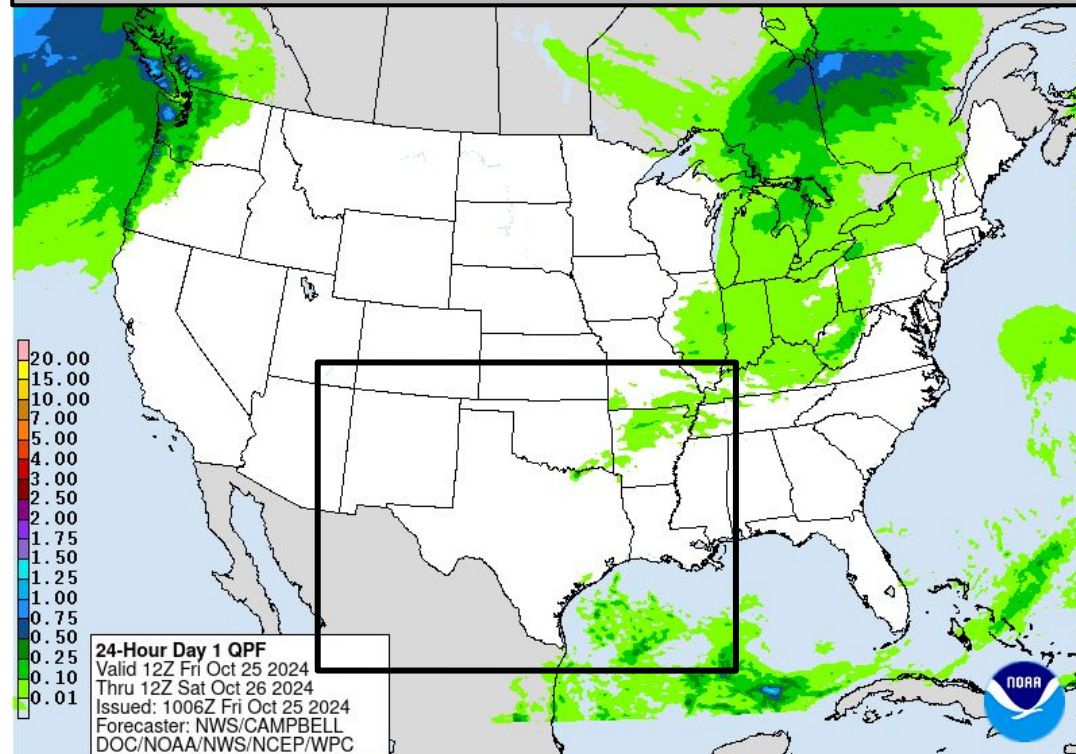 20.00
15.00
10.00
7.00
5.00
4.00
3.00
2.50
2.00
1.75
1.50
1.25
1.00
0.75
0.50
0.25
0.10
0.01
24-Hour Day 1 QPF
Valid 12Z Fri Oct 25 2024
Thru 12Z Sat Oct 26 2024
Issued: 1006Z Fri Oct 25 2024
Forecaster: NWS/CAMPBELL
DOC/NOAA/NWS/NCEP/WPC
NOAA